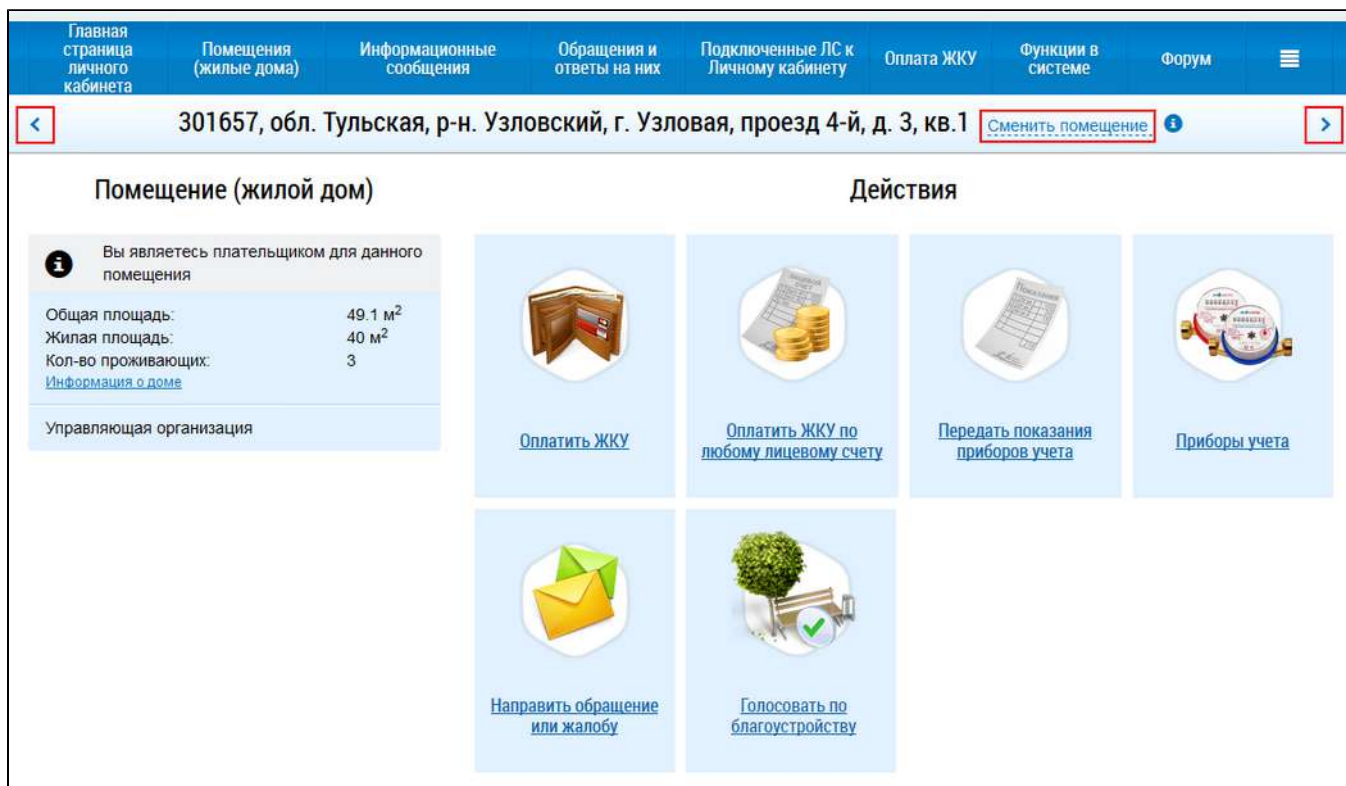 Главная
страница
личного
кабинета
Помещения
(жилые дома)
Информационные
сообщения
Обращения и
ответы на них
Подключенные ЛС к
Личному кабинету
Оплата ЖКУ
Функции в
системе
Форум
301657, обл. Тульская, р-н. Узловский, г. Узловая, проезд 4-й, д. 3, кв.1 Сменить помещение
Помещение (жилой дом)
Вы являетесь плательщиком для данного
помещения
Общая площадь: 49.1 м²
Жилая площадь: 40 м²
Кол-во проживающих: 3
Информация о доме
Управляющая организация
Действия
Оплатить ЖКУ
Оплатить ЖКУ по
любому лицевому счету
Показания
Передать показания
приборов учета
Приборы учета
Направить обращение
или жалобу
Голосовать по
благоустройству